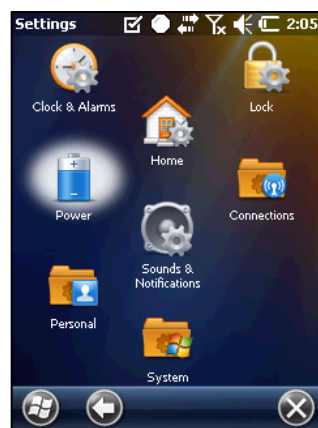 Settings 2:05
Clock & Alarms
Lock
Home
Power
Connections
Sounds &
Notifications
Personal
System